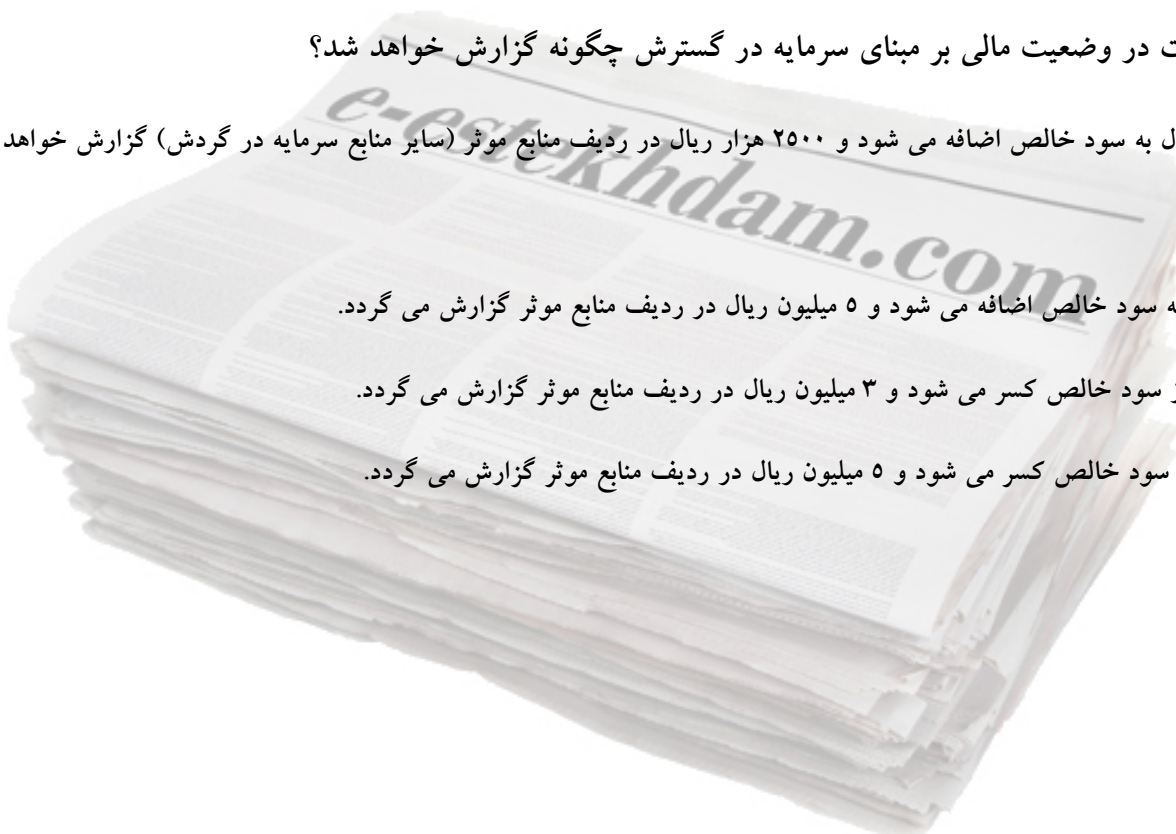 ت در وضعیت مالی بر مبنای سرمایه در گسترش چگونه گزارش خواهد شد؟
ل به سود خالص اضافه می شود و ۲۵۰۰ هزار ریال در ردیف منابع موثر (سایر منابع سرمایه در گردش) گزارش خواهد
e-estekhdam.com
ه سود خالص اضافه می شود و ۵ میلیون ریال در ردیف منابع موثر گزارش می گردد.
ز سود خالص کسر می شود و ۳ میلیون ریال در ردیف منابع موثر گزارش می گردد.
سود خالص کسر می شود و ۵ میلیون ریال در ردیف منابع موثر گزارش می گردد.